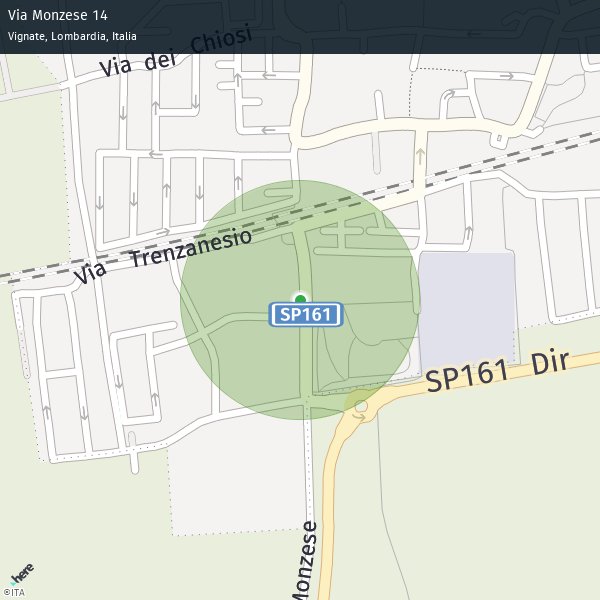 Via Monzese 14
Vignate, Lombardia, Italia
Via dei Chiosi
Via Trenzanesio
SP161
SP161 Dir
Monzese
here
©ITA